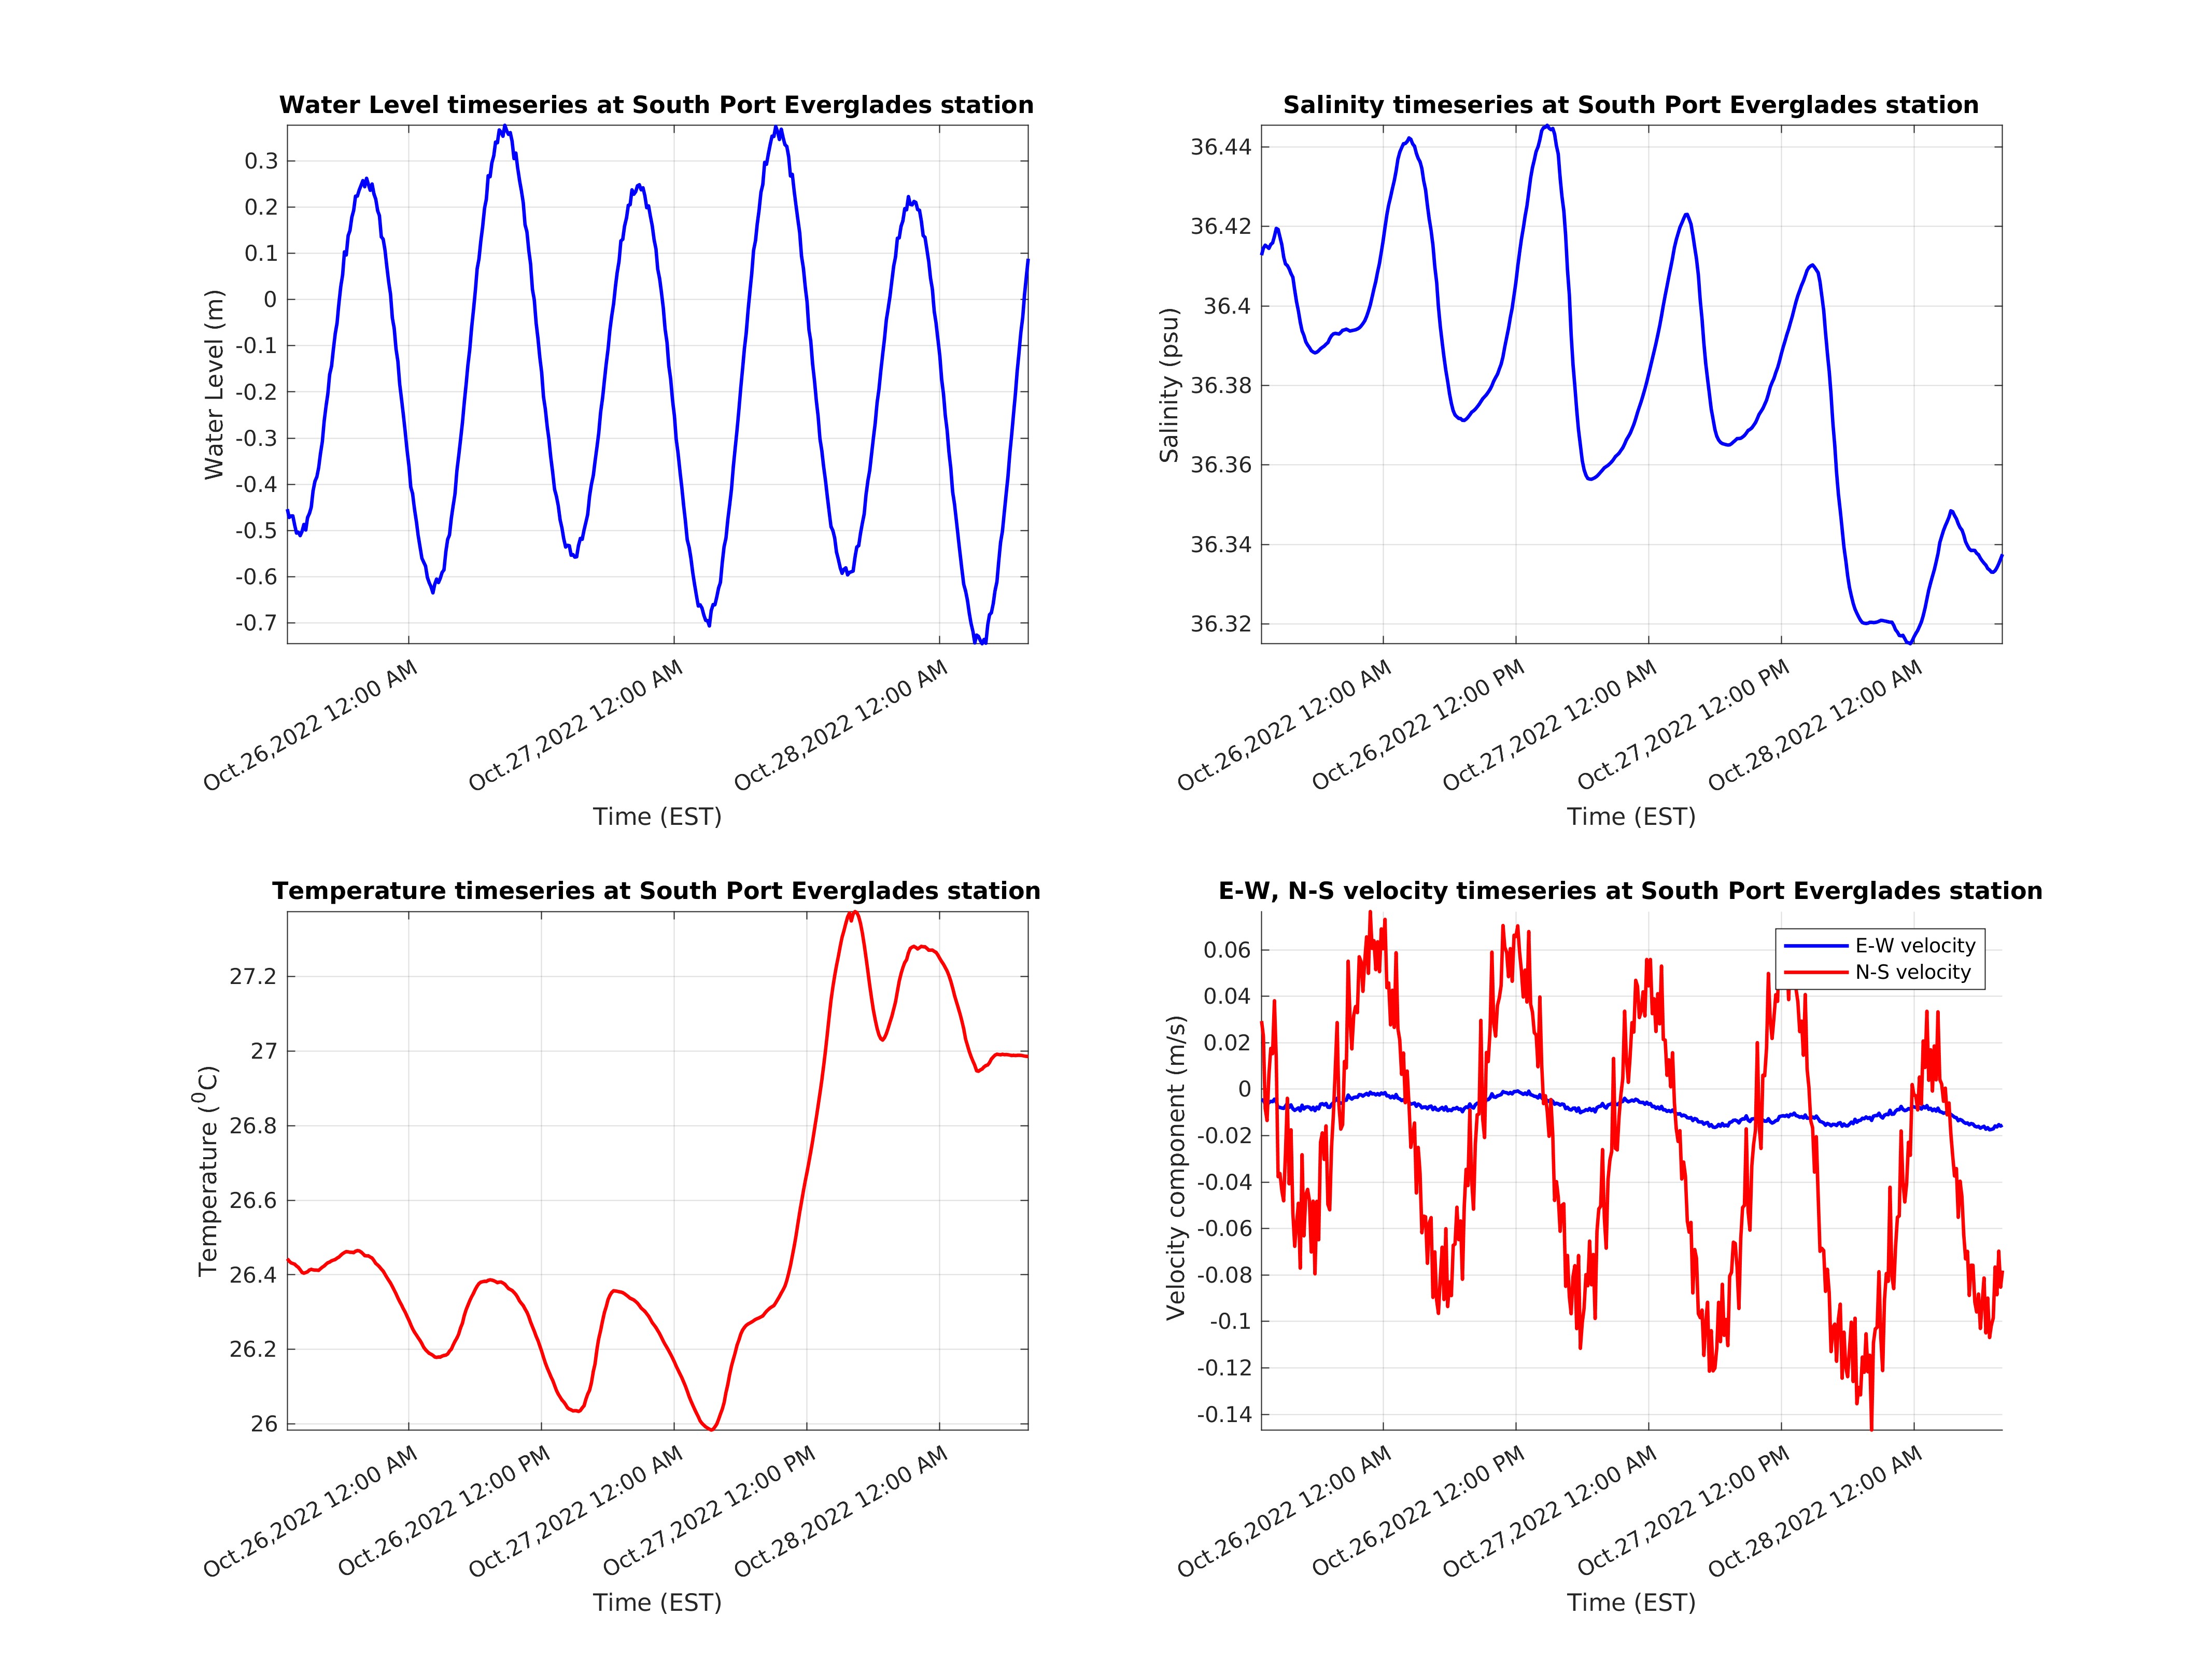 Water Level timeseries at South Port Everglades station
Water Level (m)
0.3
0.2
0.1
0
-0.1
-0.2
-0.3
-0.4
-0.5
-0.6
-0.7
Oct.26,2022 12:00 AM
Oct.27,2022 12:00 AM
Oct.28,2022 12:00 AM
Time (EST)
Salinity timeseries at South Port Everglades station
Salinity (psu)
36.44
36.42
36.4
36.38
36.36
36.34
36.32
Oct.26,2022 12:00 AM
Oct.26,2022 12:00 PM
Oct.27,2022 12:00 AM
Oct.27,2022 12:00 PM
Oct.28,2022 12:00 AM
Time (EST)
Temperature timeseries at South Port Everglades station
Temperature (⁰C)
27.2
27
26.8
26.6
26.4
26.2
26
Oct.26,2022 12:00 AM
Oct.26,2022 12:00 PM
Oct.27,2022 12:00 AM
Oct.27,2022 12:00 PM
Oct.28,2022 12:00 AM
Time (EST)
E-W, N-S velocity timeseries at South Port Everglades station
Velocity component (m/s)
0.06
0.04
0.02
0
-0.02
-0.04
-0.06
-0.08
-0.1
-0.12
-0.14
E-W velocity
N-S velocity
Oct.26,2022 12:00 AM
Oct.26,2022 12:00 PM
Oct.27,2022 12:00 AM
Oct.27,2022 12:00 PM
Oct.28,2022 12:00 AM
Time (EST)